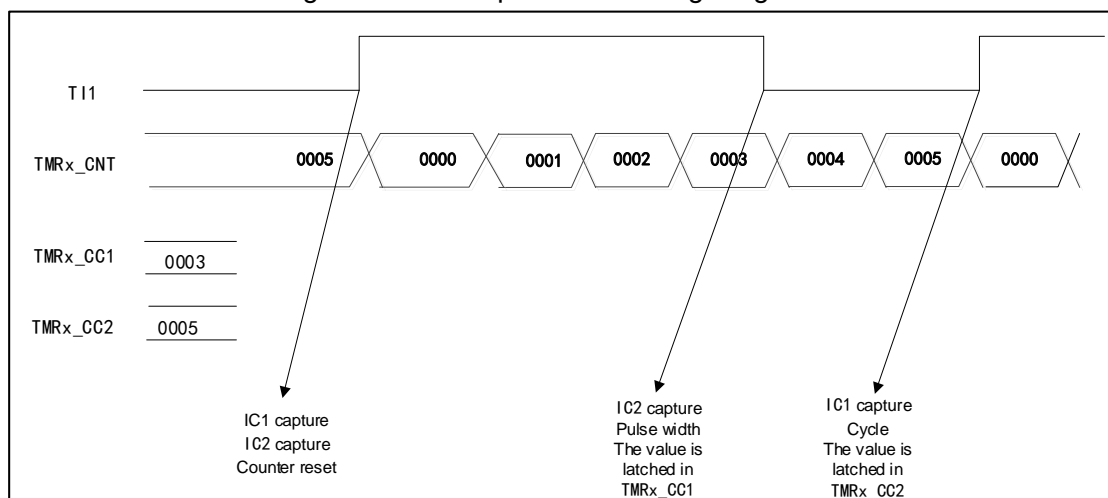 TI1
TMRx_CNT
0005 0000 0001 0002 0003 0004 0005 0000
TMRx_CC1
0003
TMRx_CC2
0005
IC1 capture
IC2 capture
Counter reset
IC2 capture
Pulse width
The value is
latched in
TMRx_CC1
IC1 capture
Cycle
The value is
latched in
TMRx CC2